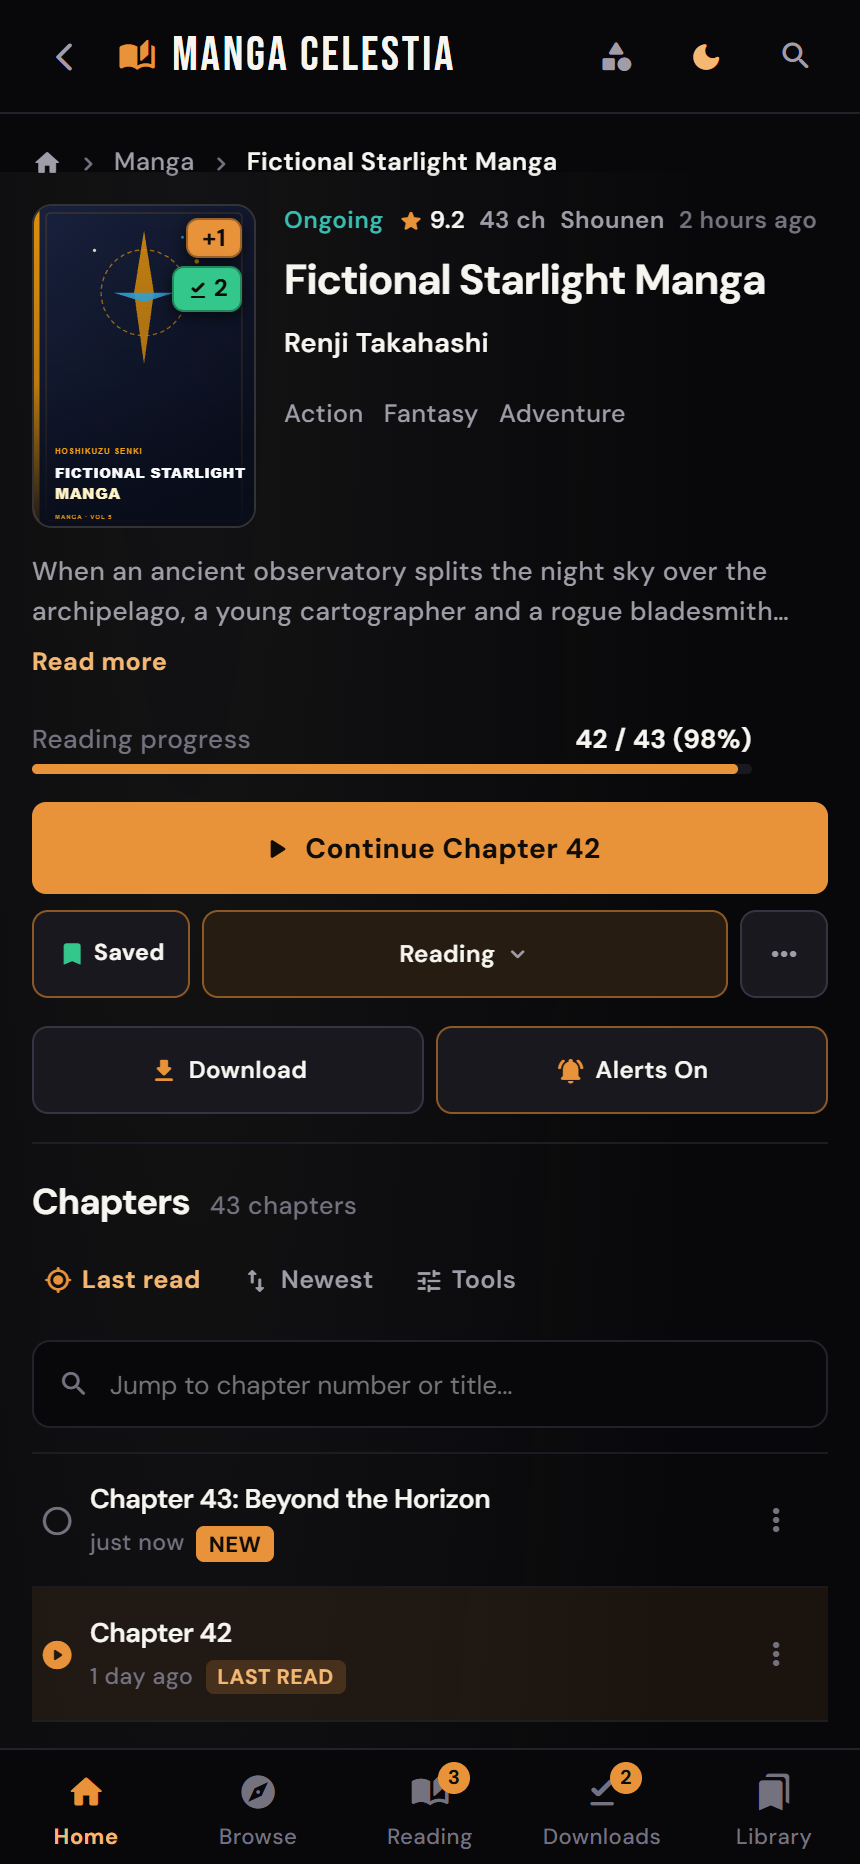 MANGA CELESTIA
Manga > Fictional Starlight Manga
+1
2
HOSHIKUZU SENKI
FICTIONAL STARLIGHT
MANGA
MANGA · VOL 5
Ongoing 9.2 43 ch Shounen 2 hours ago
Fictional Starlight Manga
Renji Takahashi
Action Fantasy Adventure
When an ancient observatory splits the night sky over the
archipelago, a young cartographer and a rogue bladesmith...
Read more
Reading progress 42 / 43 (98%)
Continue Chapter 42
Saved Reading
Download Alerts On
Chapters 43 chapters
Last read Newest Tools
Jump to chapter number or title...
Chapter 43: Beyond the Horizon
just now NEW
Chapter 42
1 day ago LAST READ
3 2
Home Browse Reading Downloads Library